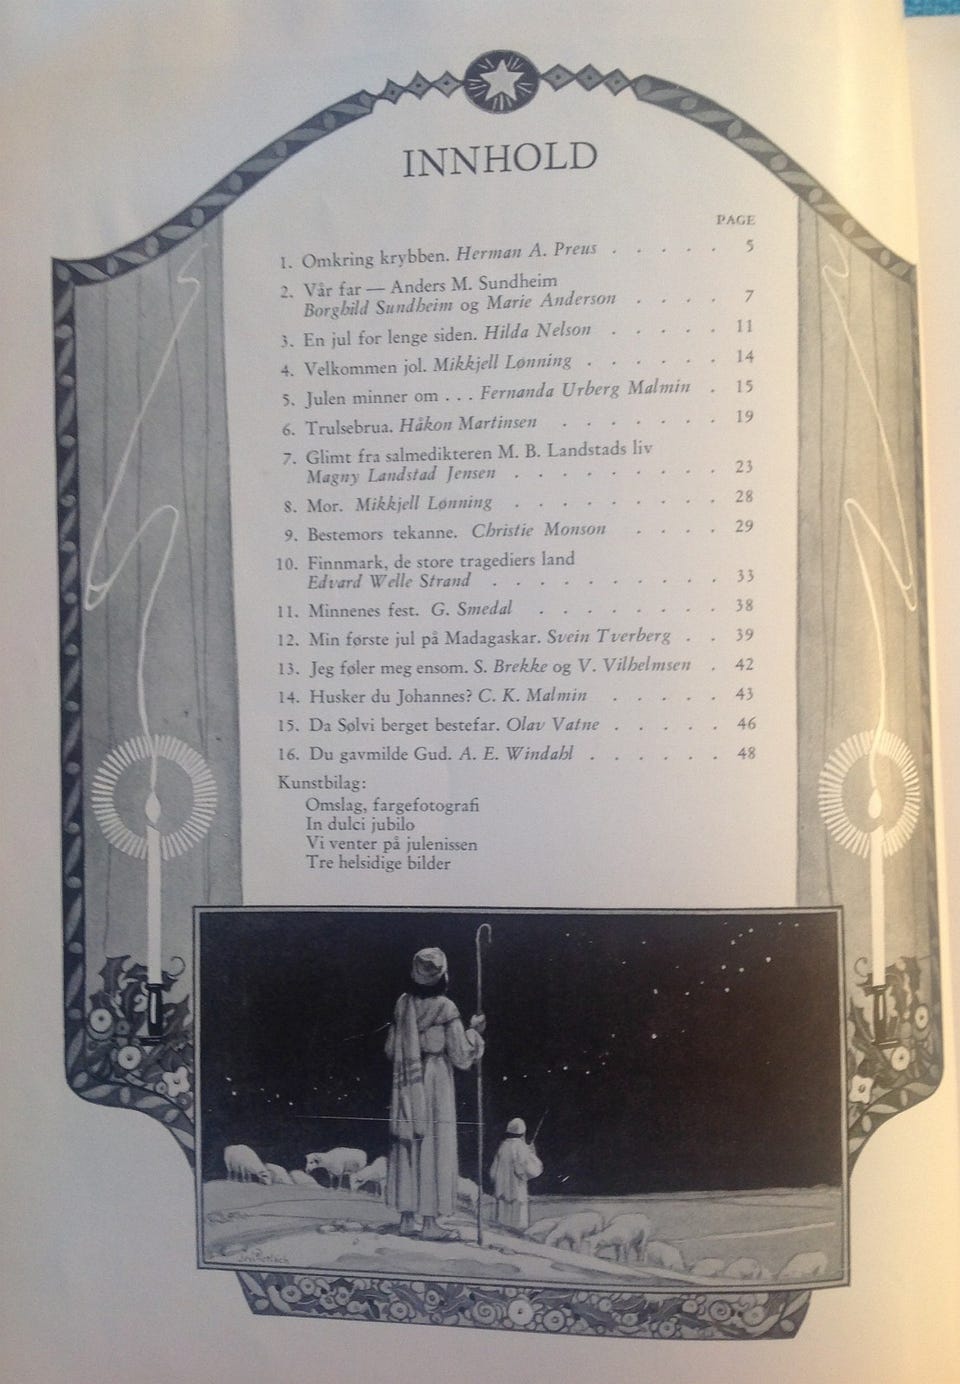 INNHOLD
PAGE
1. Omkring krybben. Herman A. Preus . . . . . 5
2. Vår far — Anders M. Sundheim
Borghild Sundheim og Marie Anderson . . . . 7
3. En jul for lenge siden. Hilda Nelson . . . . . 11
4. Velkommen jol. Mikkjell Lønning . . . . . . 14
5. Julen minner om . . . Fernanda Urberg Malmin . 15
6. Trulsebrua. Håkon Martinsen . . . . . . . 19
7. Glimt fra salmedikteren M. B. Landstads liv
Magny Landstad Jensen . . . . . . . . . 23
8. Mor. Mikkjell Lønning . . . . . . . . . 28
9. Bestemors tekanne. Christie Monson . . . . 29
10. Finnmark, de store tragediers land
Edvard Welle Strand . . . . . . . . . . 33
11. Minnenes fest. G. Smedal . . . . . . . . 38
12. Min første jul på Madagaskar. Svein Tverberg . . 39
13. Jeg føler meg ensom. S. Brekke og V. Vilhelmsen . 42
14. Husker du Johannes? C. K. Malmin . . . . . 43
15. Da Sølvi berget bestefar. Olav Vatne . . . . . 46
16. Du gavmilde Gud. A. E. Windahl . . . . . . 48
Kunstbilag:
Omslag, fargefotografi
In dulci jubilo
Vi venter på julenissen
Tre helsidige bilder